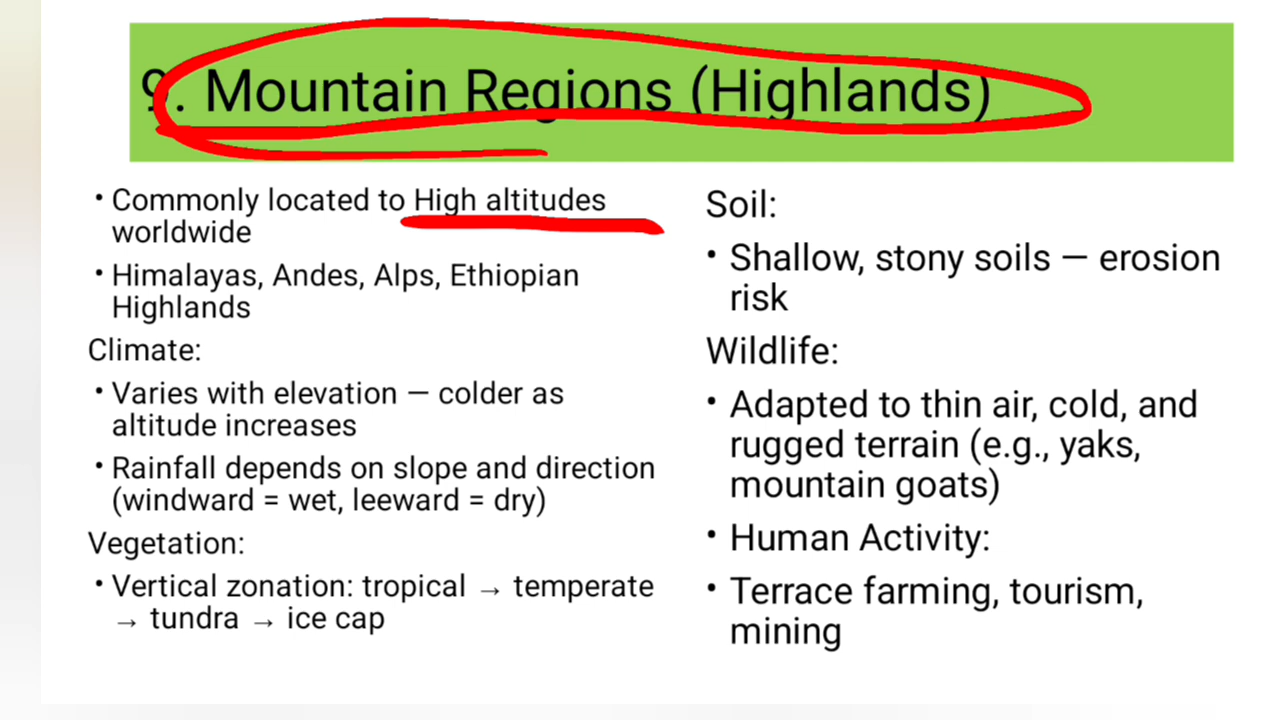 9. Mountain Regions (Highlands)
• Commonly located to High altitudes
worldwide
• Himalayas, Andes, Alps, Ethiopian
Highlands
Climate:
• Varies with elevation — colder as
altitude increases
• Rainfall depends on slope and direction
(windward = wet, leeward = dry)
Vegetation:
• Vertical zonation: tropical → temperate
→ tundra → ice cap
Soil:
• Shallow, stony soils — erosion
risk
Wildlife:
• Adapted to thin air, cold, and
rugged terrain (e.g., yaks,
mountain goats)
• Human Activity:
• Terrace farming, tourism,
mining